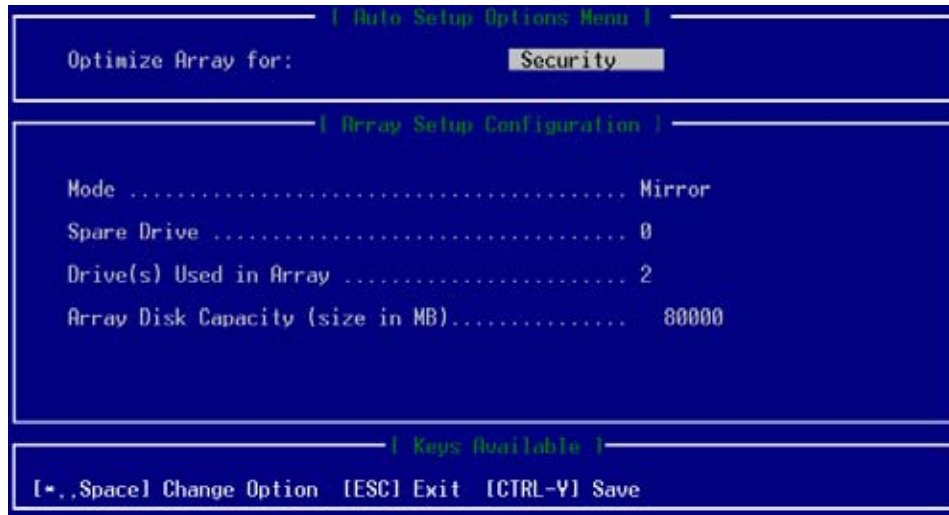 [ Auto Setup Options Menu ]
Optimize Array for: Security
[ Array Setup Configuration ]
Mode ......................................... Mirror
Spare Drive .................................. 0
Drive(s) Used in Array ....................... 2
Array Disk Capacity (size in MB)............... 80000
[ Keys Available ]
[←,,Space] Change Option [ESC] Exit [CTRL-Y] Save